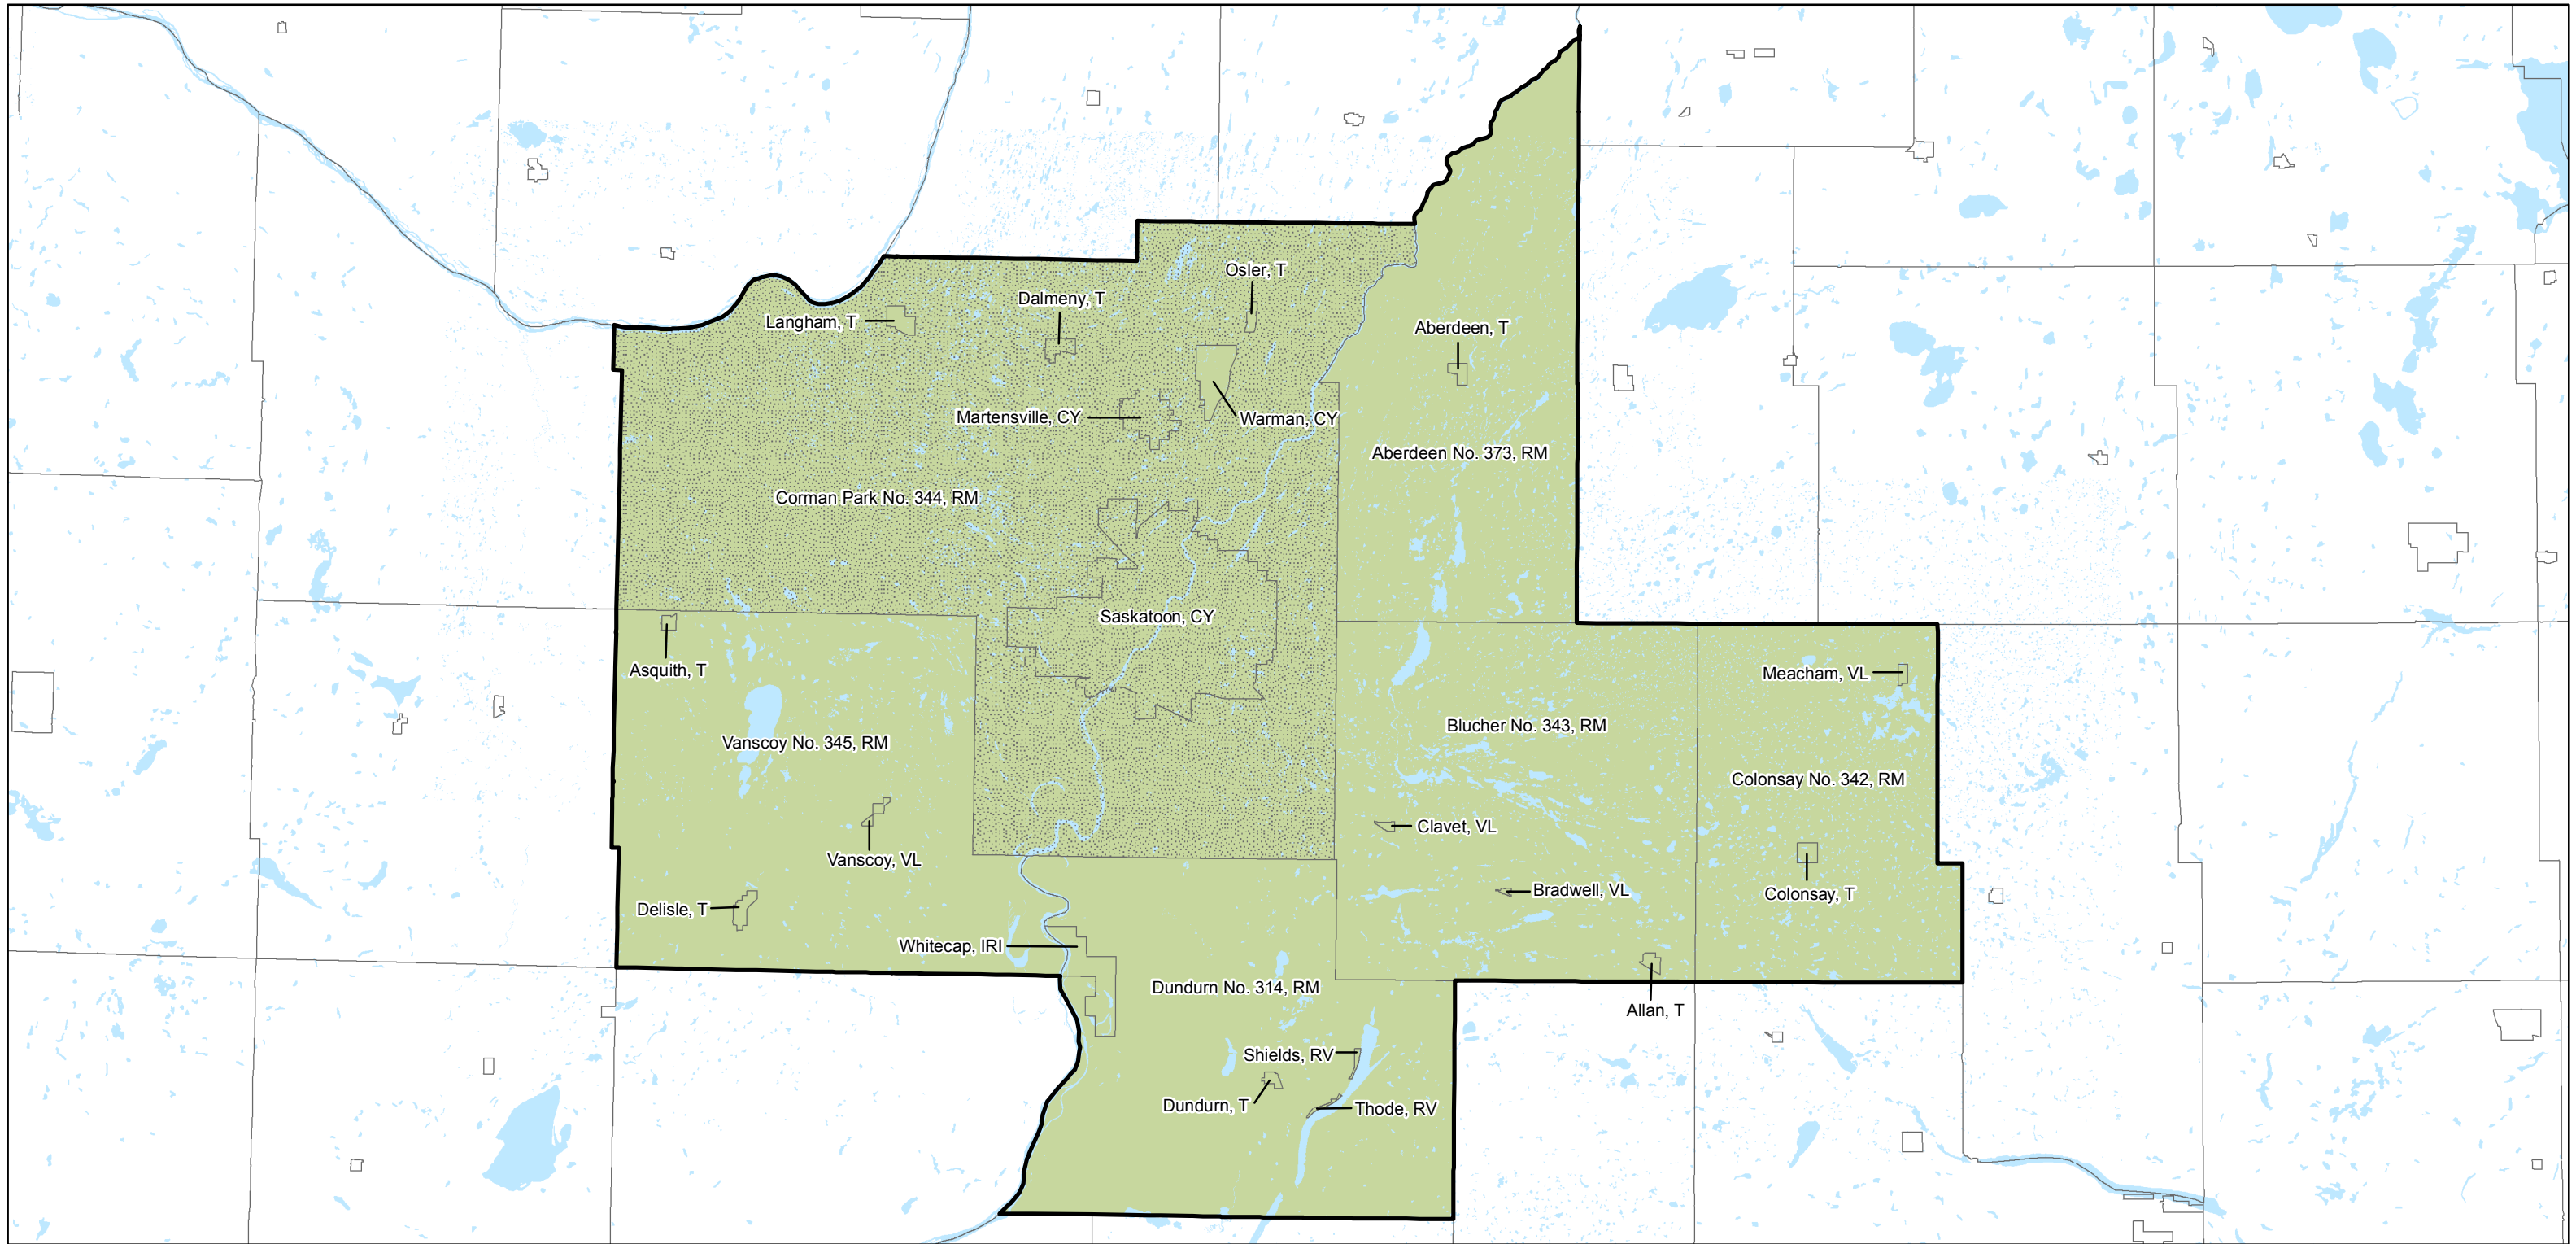 Osler, T
Dalmeny, T
Langham, T
Aberdeen, T
Martensville, CY
Warman, CY
Aberdeen No. 373, RM
Corman Park No. 344, RM
Saskatoon, CY
Asquith, T
Meacham, VL
Blucher No. 343, RM
Vanscoy No. 345, RM
Colonsay No. 342, RM
Clavet, VL
Vanscoy, VL
Bradwell, VL
Colonsay, T
Delisle, T
Whitecap, IRI
Dundurn No. 314, RM
Allan, T
Shields, RV
Dundurn, T
Thode, RV